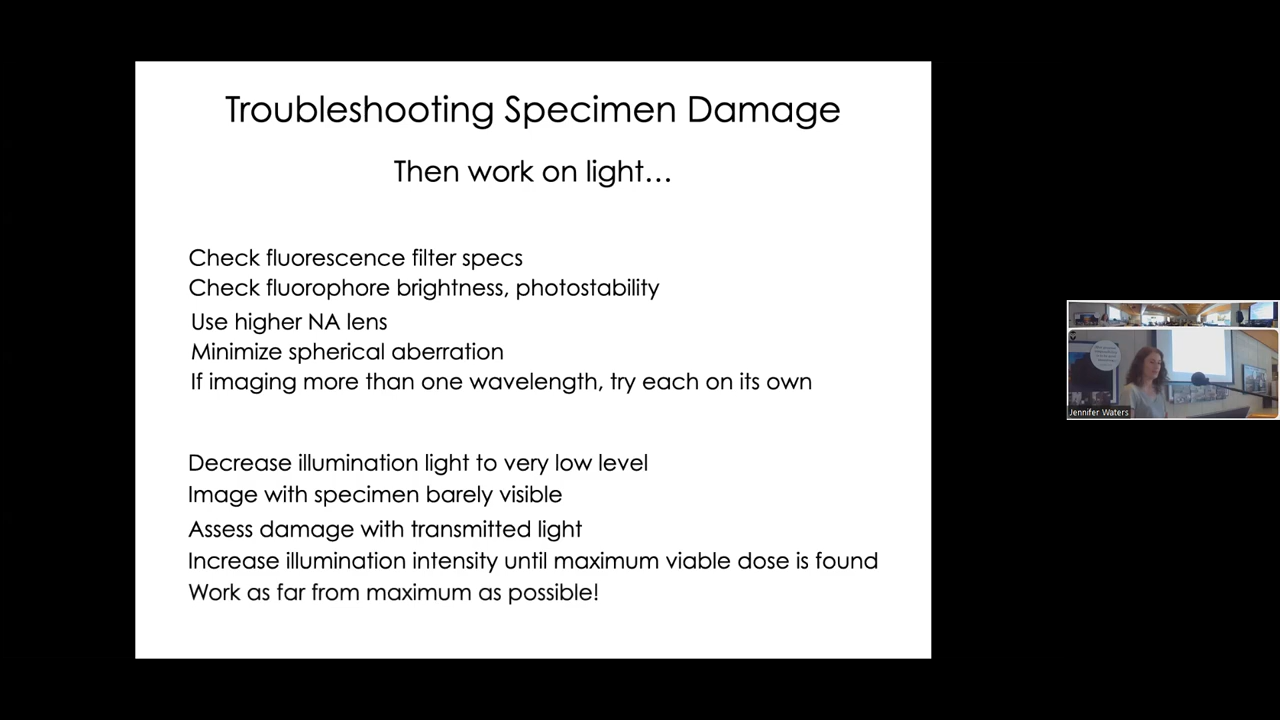 Troubleshooting Specimen Damage
Then work on light...
Check fluorescence filter specs
Check fluorophore brightness, photostability
Use higher NA lens
Minimize spherical aberration
If imaging more than one wavelength, try each on its own
Decrease illumination light to very low level
Image with specimen barely visible
Assess damage with transmitted light
Increase illumination intensity until maximum viable dose is found
Work as far from maximum as possible!
Jennifer Waters